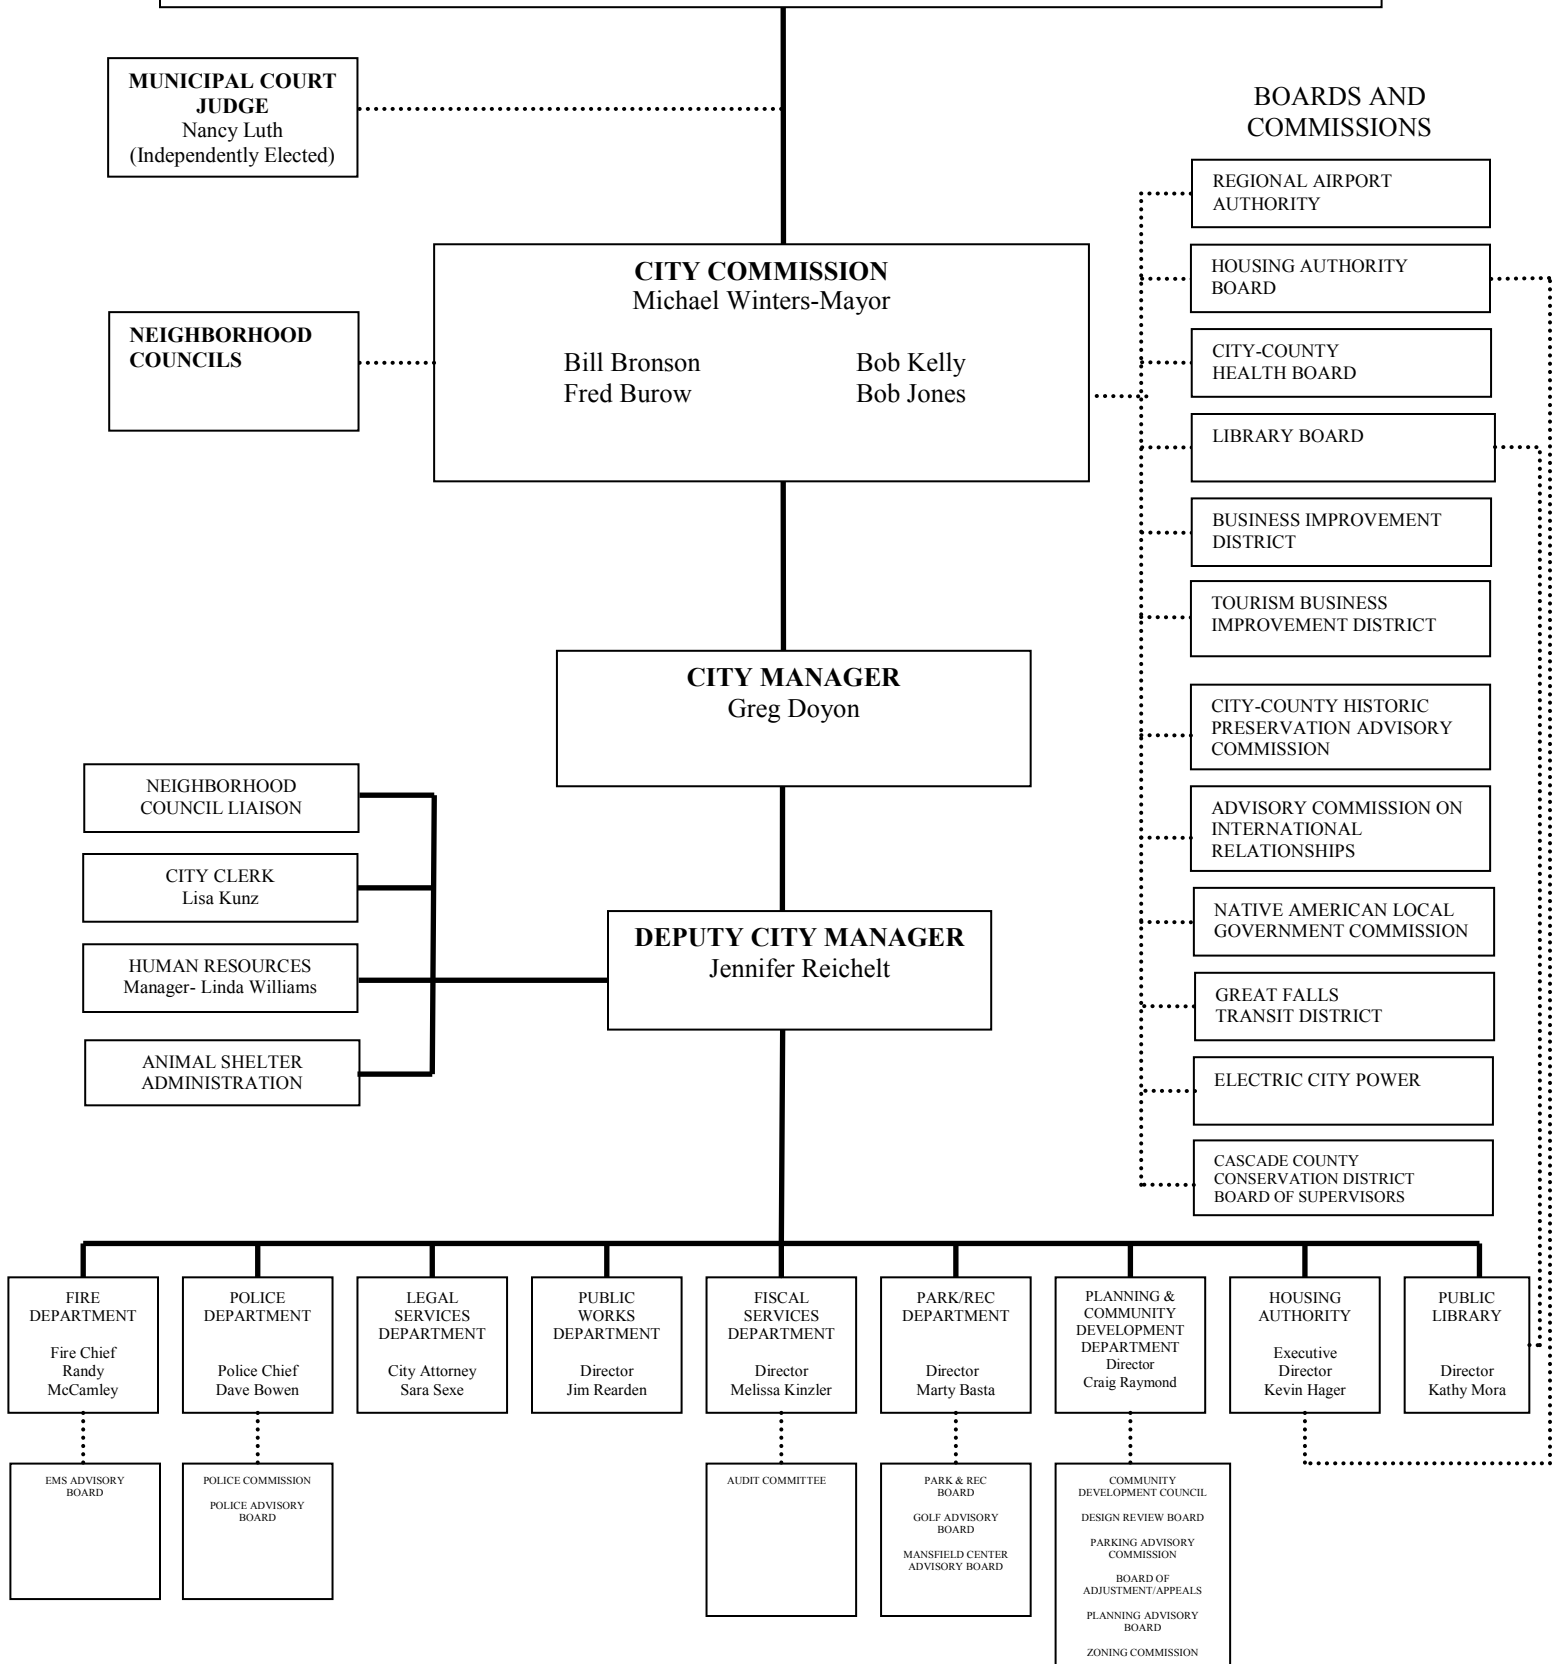 MUNICIPAL COURT
JUDGE
Nancy Luth
(Independently Elected)
BOARDS AND
COMMISSIONS
REGIONAL AIRPORT
AUTHORITY
HOUSING AUTHORITY
BOARD
CITY-COUNTY
HEALTH BOARD
LIBRARY BOARD
BUSINESS IMPROVEMENT
DISTRICT
TOURISM BUSINESS
IMPROVEMENT DISTRICT
CITY-COUNTY HISTORIC
PRESERVATION ADVISORY
COMMISSION
ADVISORY COMMISSION ON
INTERNATIONAL
RELATIONSHIPS
NATIVE AMERICAN LOCAL
GOVERNMENT COMMISSION
GREAT FALLS
TRANSIT DISTRICT
ELECTRIC CITY POWER
CASCADE COUNTY
CONSERVATION DISTRICT
BOARD OF SUPERVISORS
CITY COMMISSION
Michael Winters-Mayor
Bill Bronson Bob Kelly
Fred Burow Bob Jones
NEIGHBORHOOD
COUNCILS
CITY MANAGER
Greg Doyon
NEIGHBORHOOD
COUNCIL LIAISON
CITY CLERK
Lisa Kunz
HUMAN RESOURCES
Manager- Linda Williams
ANIMAL SHELTER
ADMINISTRATION
DEPUTY CITY MANAGER
Jennifer Reichelt
FIRE
DEPARTMENT
Fire Chief
Randy
McCamley
POLICE
DEPARTMENT
Police Chief
Dave Bowen
LEGAL
SERVICES
DEPARTMENT
City Attorney
Sara Sexe
PUBLIC
WORKS
DEPARTMENT
Director
Jim Rearden
FISCAL
SERVICES
DEPARTMENT
Director
Melissa Kinzler
PARK/REC
DEPARTMENT
Director
Marty Basta
PLANNING &
COMMUNITY
DEVELOPMENT
DEPARTMENT
Director
Craig Raymond
HOUSING
AUTHORITY
Executive
Director
Kevin Hager
PUBLIC
LIBRARY
Director
Kathy Mora
EMS ADVISORY
BOARD
POLICE COMMISSION
POLICE ADVISORY
BOARD
AUDIT COMMITTEE
PARK & REC
BOARD
GOLF ADVISORY
BOARD
MANSFIELD CENTER
ADVISORY BOARD
COMMUNITY
DEVELOPMENT COUNCIL
DESIGN REVIEW BOARD
PARKING ADVISORY
COMMISSION
BOARD OF
ADJUSTMENT/APPEALS
PLANNING ADVISORY
BOARD
ZONING COMMISSION